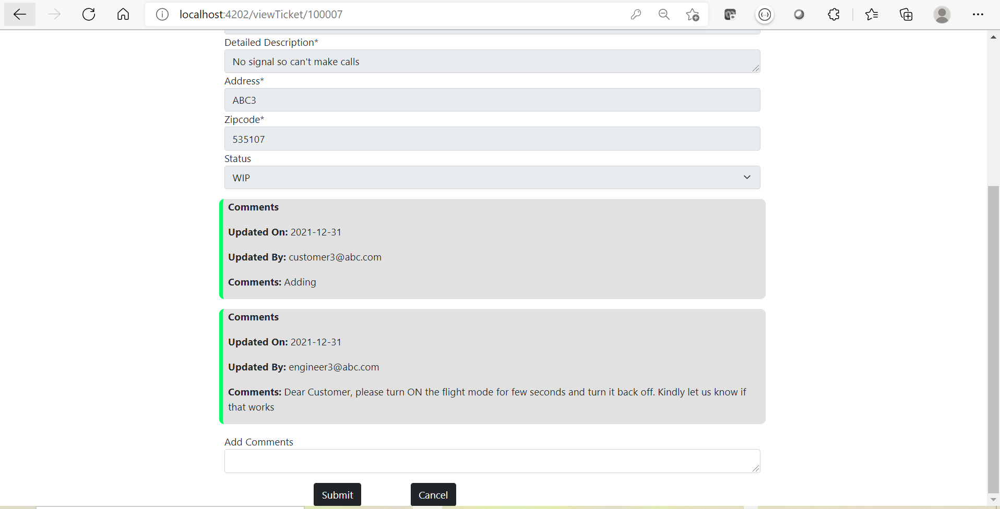 localhost:4202/viewTicket/100007
Detailed Description*
No signal so can't make calls
Address*
ABC3
Zipcode*
535107
Status
WIP
Comments
Updated On: 2021-12-31
Updated By: customer3@abc.com
Comments: Adding
Comments
Updated On: 2021-12-31
Updated By: engineer3@abc.com
Comments: Dear Customer, please turn ON the flight mode for few seconds and turn it back off. Kindly let us know if
that works
Add Comments
Submit Cancel